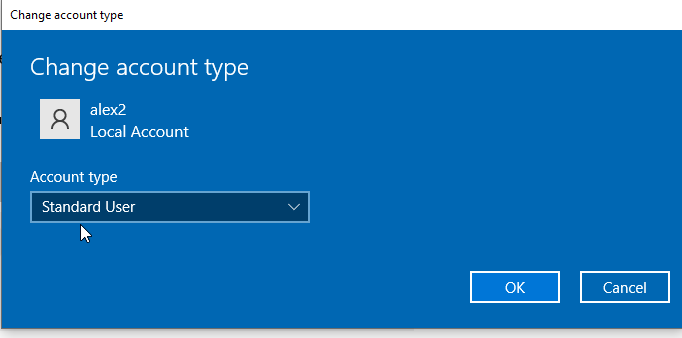 Change account type
Change account type
alex2
Local Account
Account type
Standard User
OK
Cancel